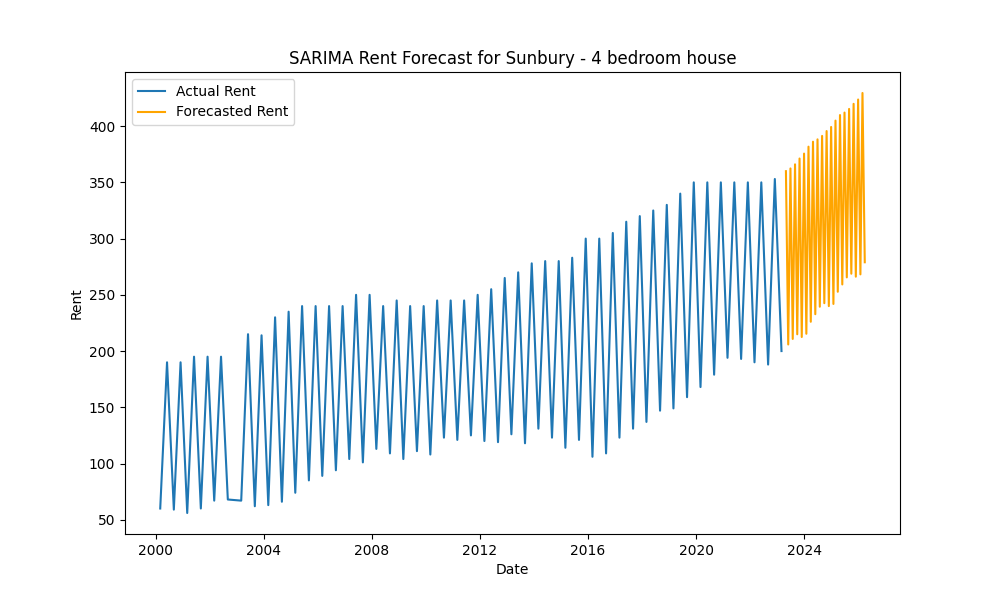 SARIMA Rent Forecast for Sunbury - 4 bedroom house
Actual Rent
Forecasted Rent
400
350
300
250
200
150
100
50
Rent
2000 2004 2008 2012 2016 2020 2024
Date